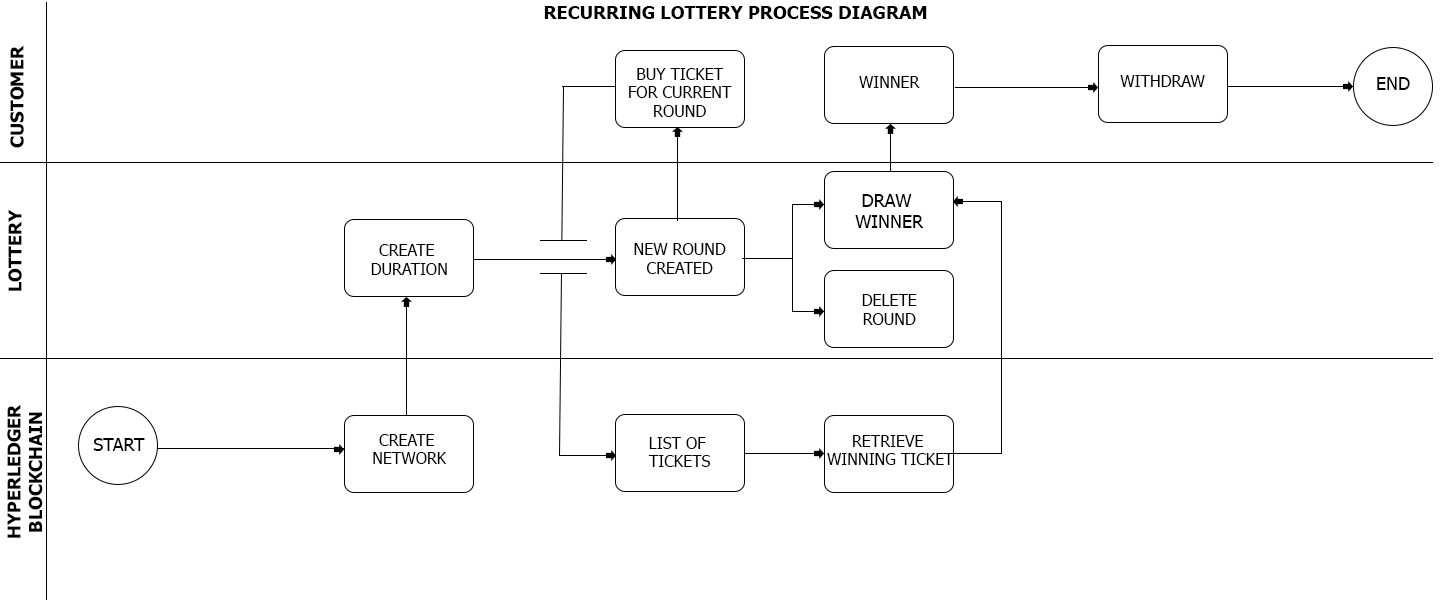 RECURRING LOTTERY PROCESS DIAGRAM
CUSTOMER
BUY TICKET
FOR CURRENT
ROUND
WINNER
WITHDRAW
END
LOTTERY
CREATE
DURATION
NEW ROUND
CREATED
DRAW
WINNER
DELETE
ROUND
HYPERLEDGER
BLOCKCHAIN
START
CREATE
NETWORK
LIST OF
TICKETS
RETRIEVE
WINNING TICKET